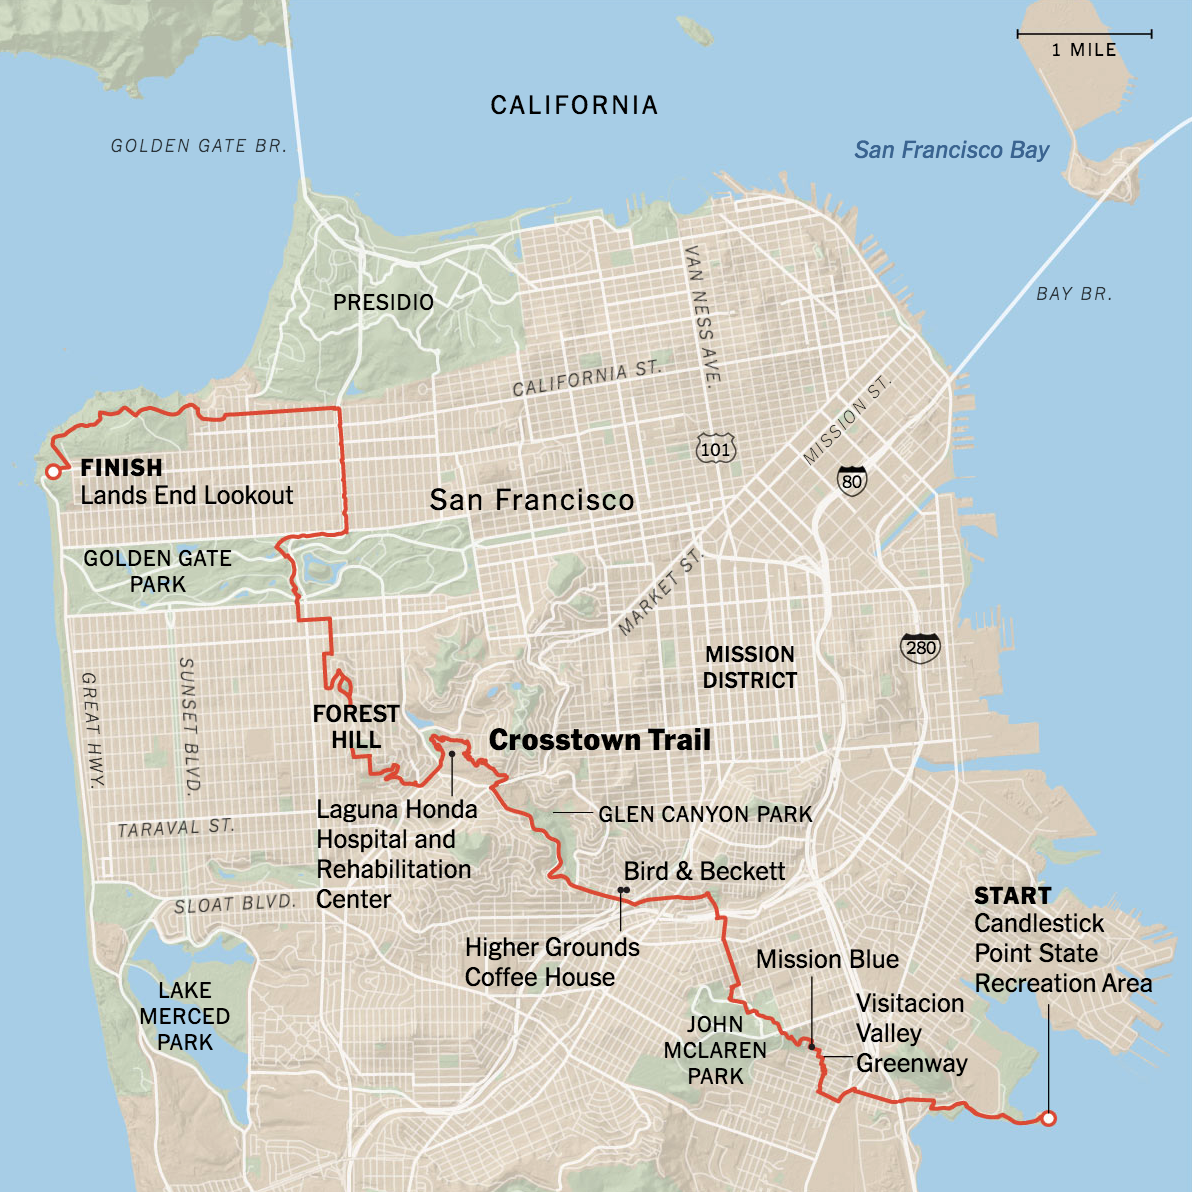 1 MILE
CALIFORNIA
GOLDEN GATE BR.
San Francisco Bay
BAY BR.
PRESIDIO
VAN NESS AVE.
CALIFORNIA ST.
MISSION ST.
101
80
FINISH
Lands End Lookout
San Francisco
GOLDEN GATE
PARK
MARKET ST.
280
MISSION
DISTRICT
GREAT HWY.
SUNSET BLVD.
FOREST
HILL
Crosstown Trail
Laguna Honda
Hospital and
Rehabilitation
Center
GLEN CANYON PARK
TARAVAL ST.
Bird & Beckett
SLOAT BLVD.
START
Candlestick
Point State
Recreation Area
Higher Grounds
Coffee House
Mission Blue
LAKE
MERCED
PARK
Visitacion
Valley
Greenway
JOHN
MCLAREN
PARK